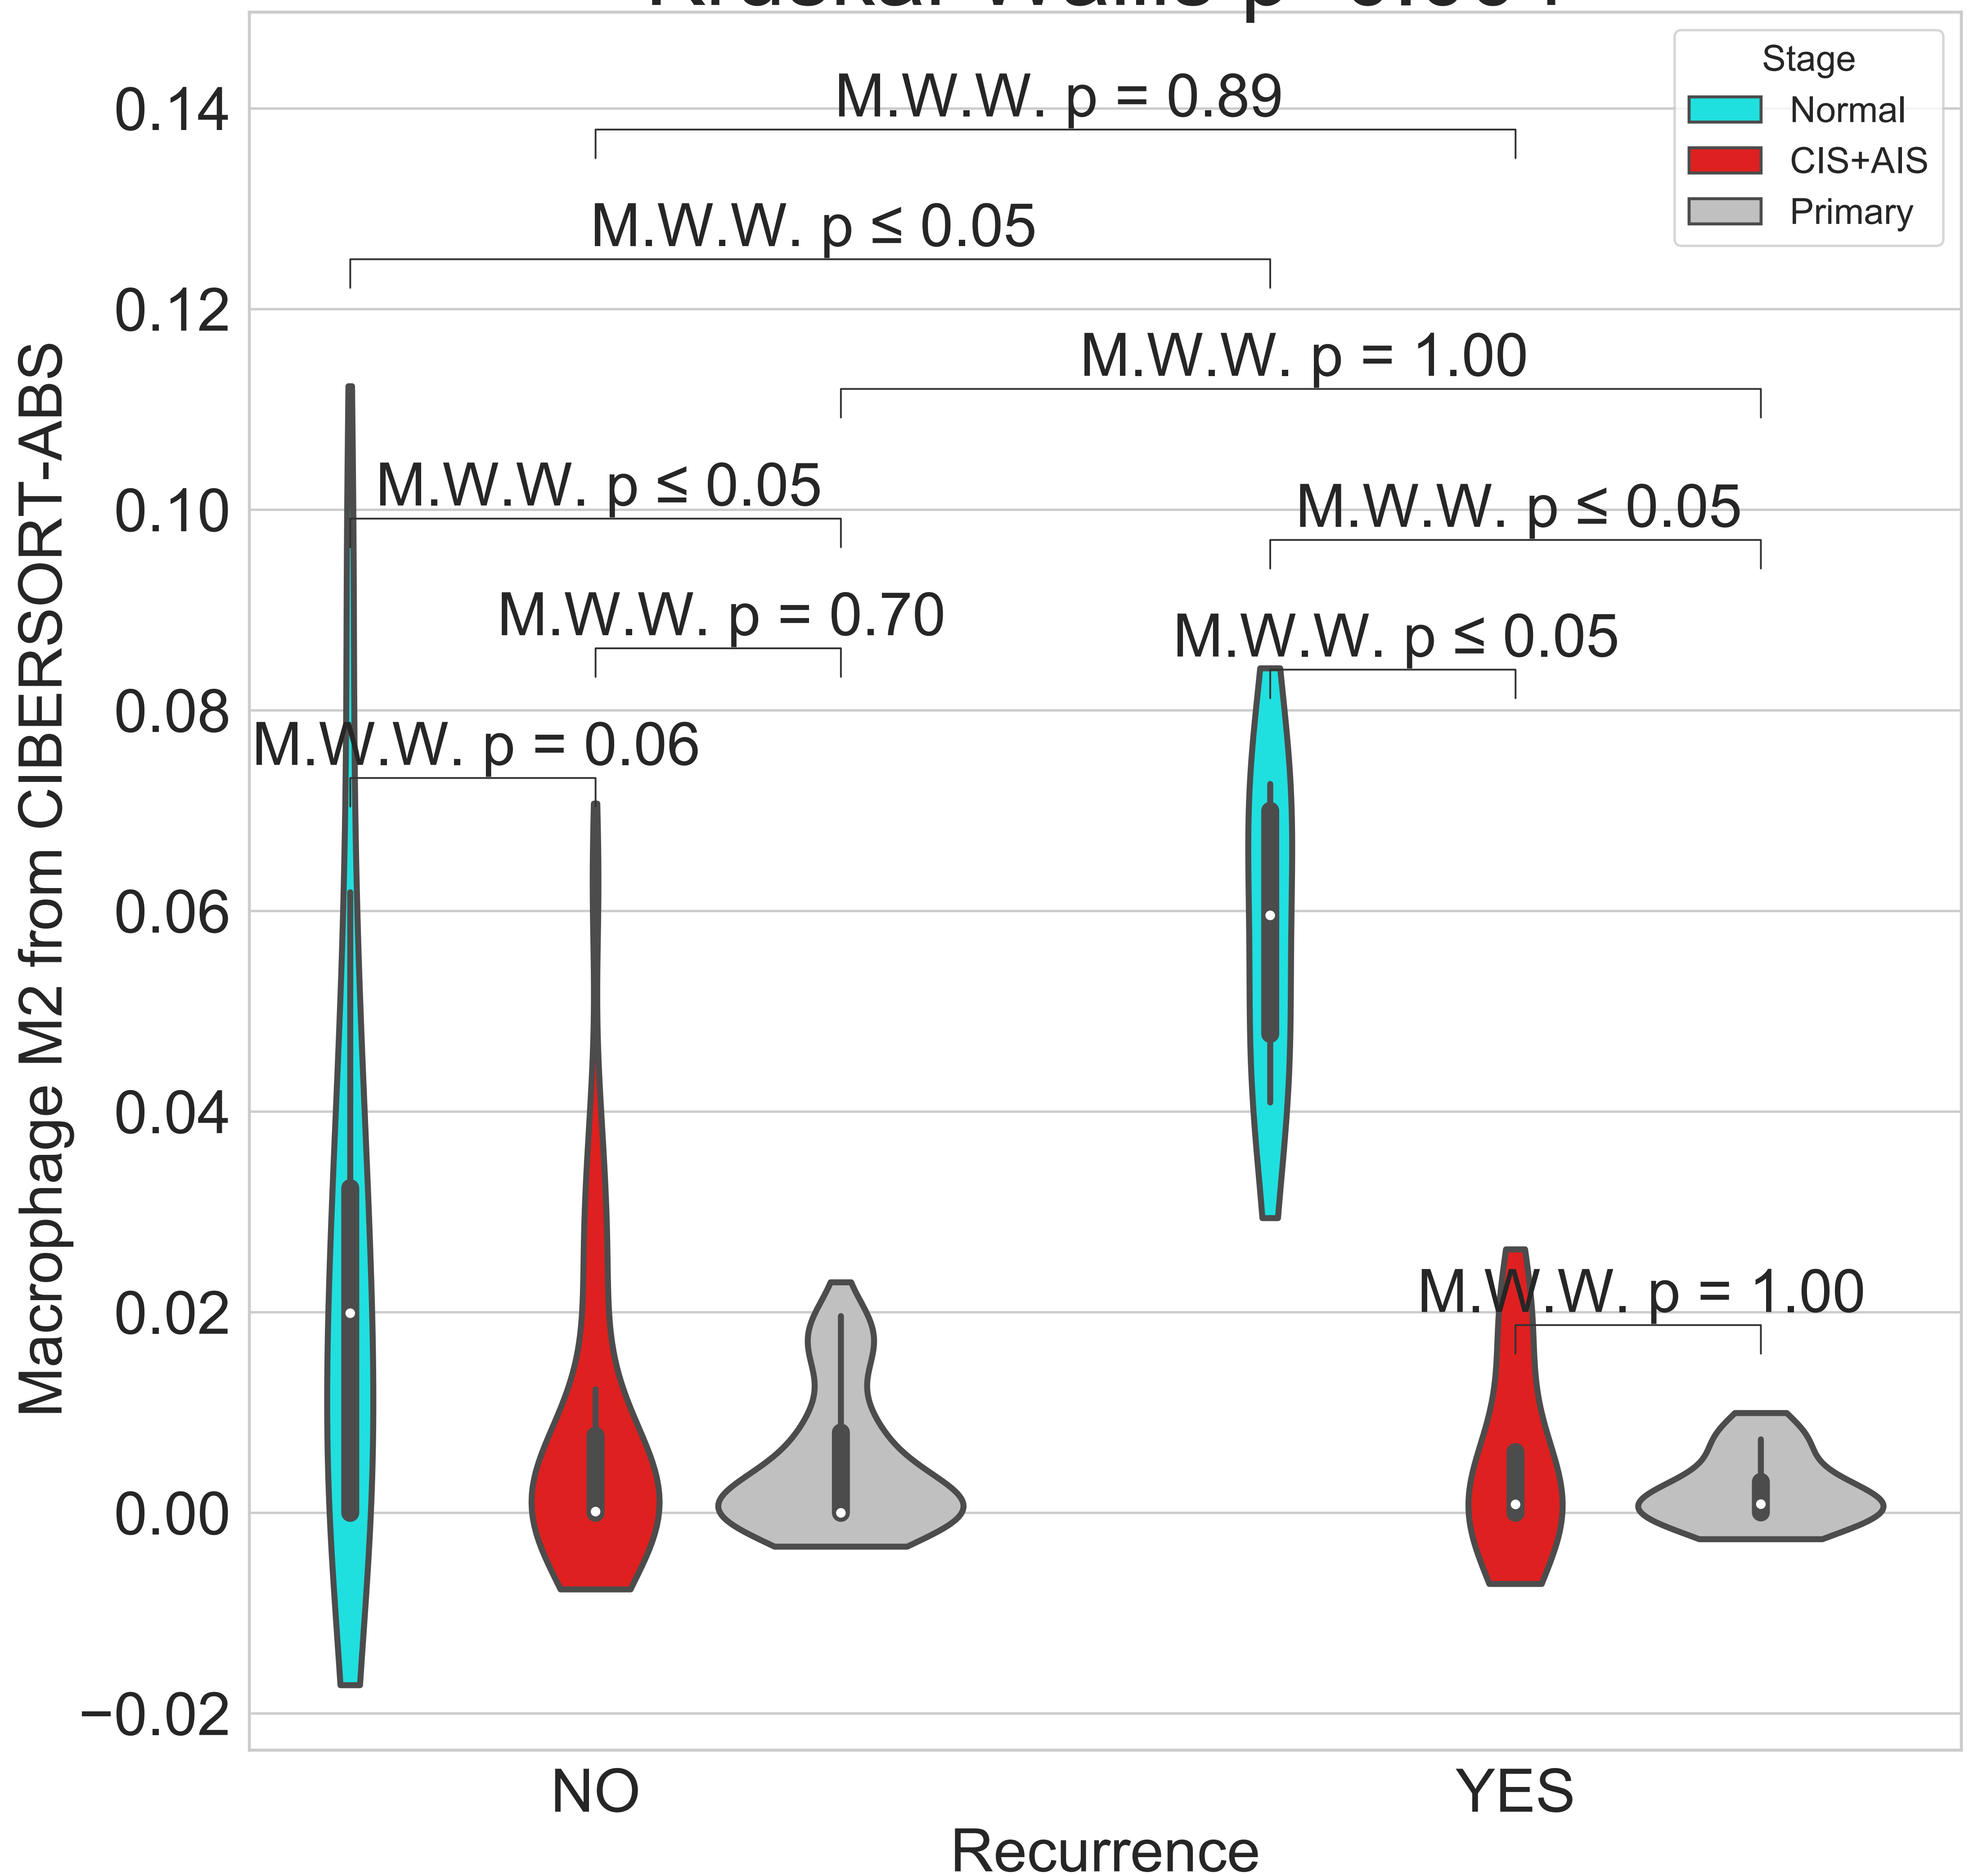 Stage
Normal
CIS+AIS
Primary
M.W.W. p = 0.89
M.W.W. p ≤ 0.05
M.W.W. p = 1.00
M.W.W. p ≤ 0.05
M.W.W. p ≤ 0.05
M.W.W. p = 0.70
M.W.W. p ≤ 0.05
M.W.W. p = 0.06
M.W.W. p = 1.00
Macrophage M2 from CIBERSORT-ABS
0.14
0.12
0.10
0.08
0.06
0.04
0.02
0.00
−0.02
NO
YES
Recurrence